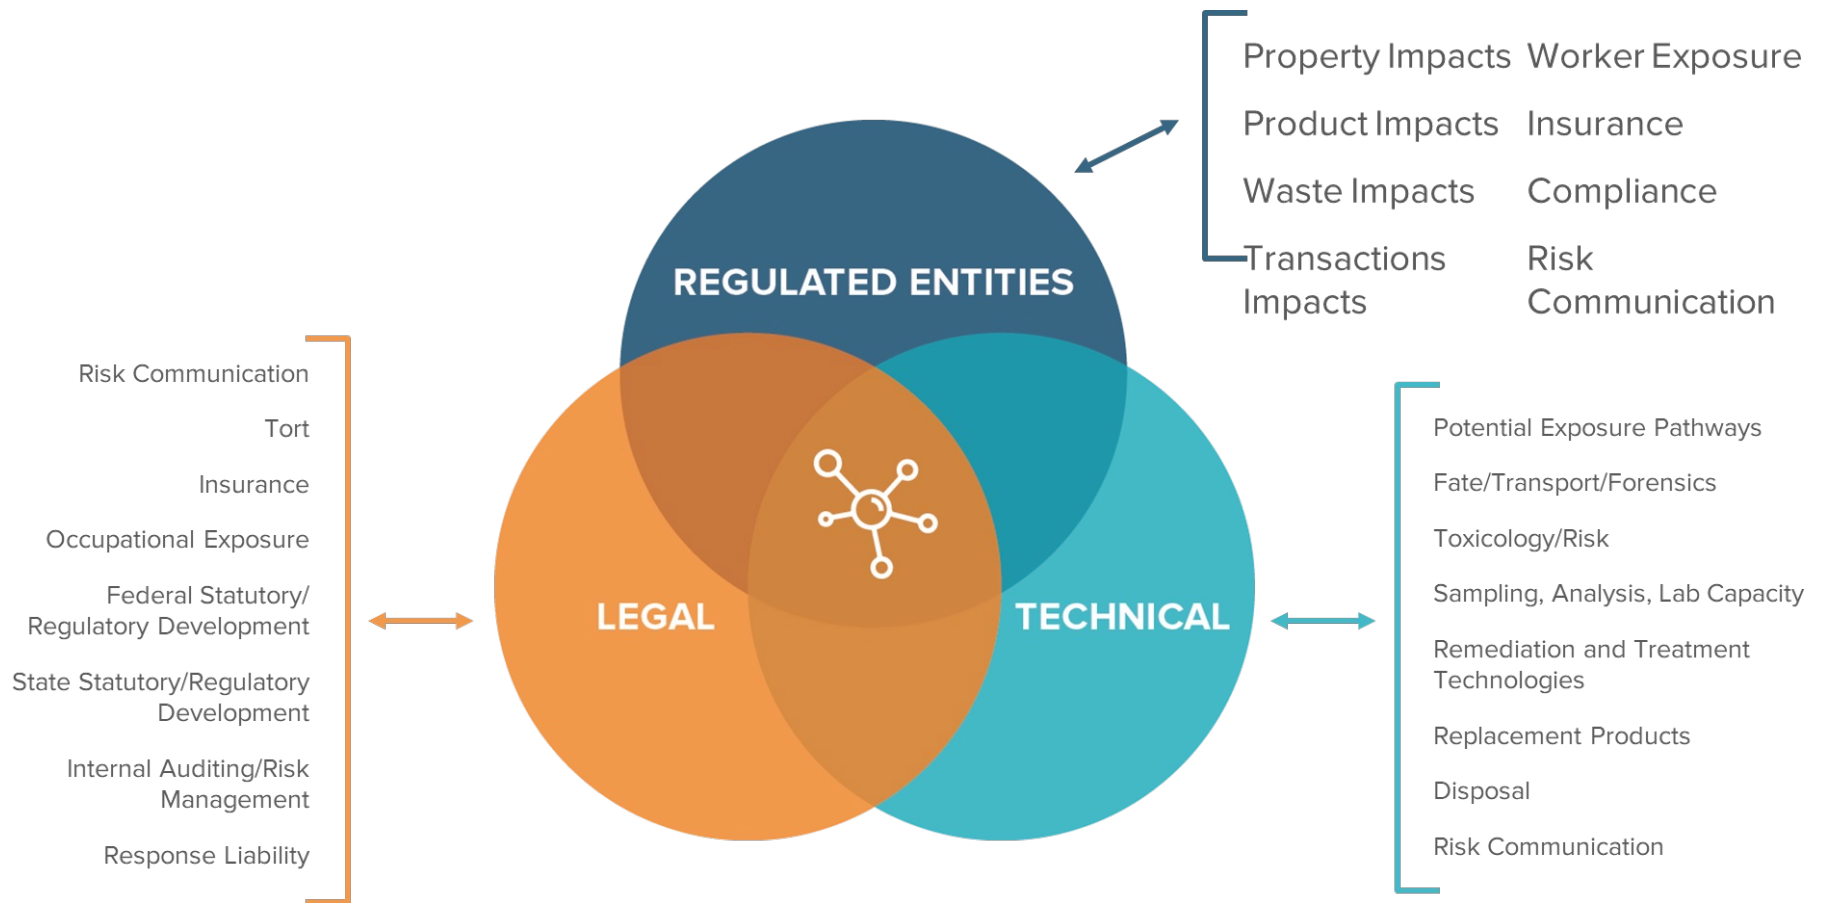 Property Impacts Worker Exposure
Product Impacts Insurance
Waste Impacts Compliance
Transactions Risk
Impacts Communication
REGULATED ENTITIES
Risk Communication
Tort
Insurance
Occupational Exposure
Federal Statutory/
Regulatory Development
State Statutory/Regulatory
Development
Internal Auditing/Risk
Management
Response Liability
LEGAL
TECHNICAL
Potential Exposure Pathways
Fate/Transport/Forensics
Toxicology/Risk
Sampling, Analysis, Lab Capacity
Remediation and Treatment
Technologies
Replacement Products
Disposal
Risk Communication